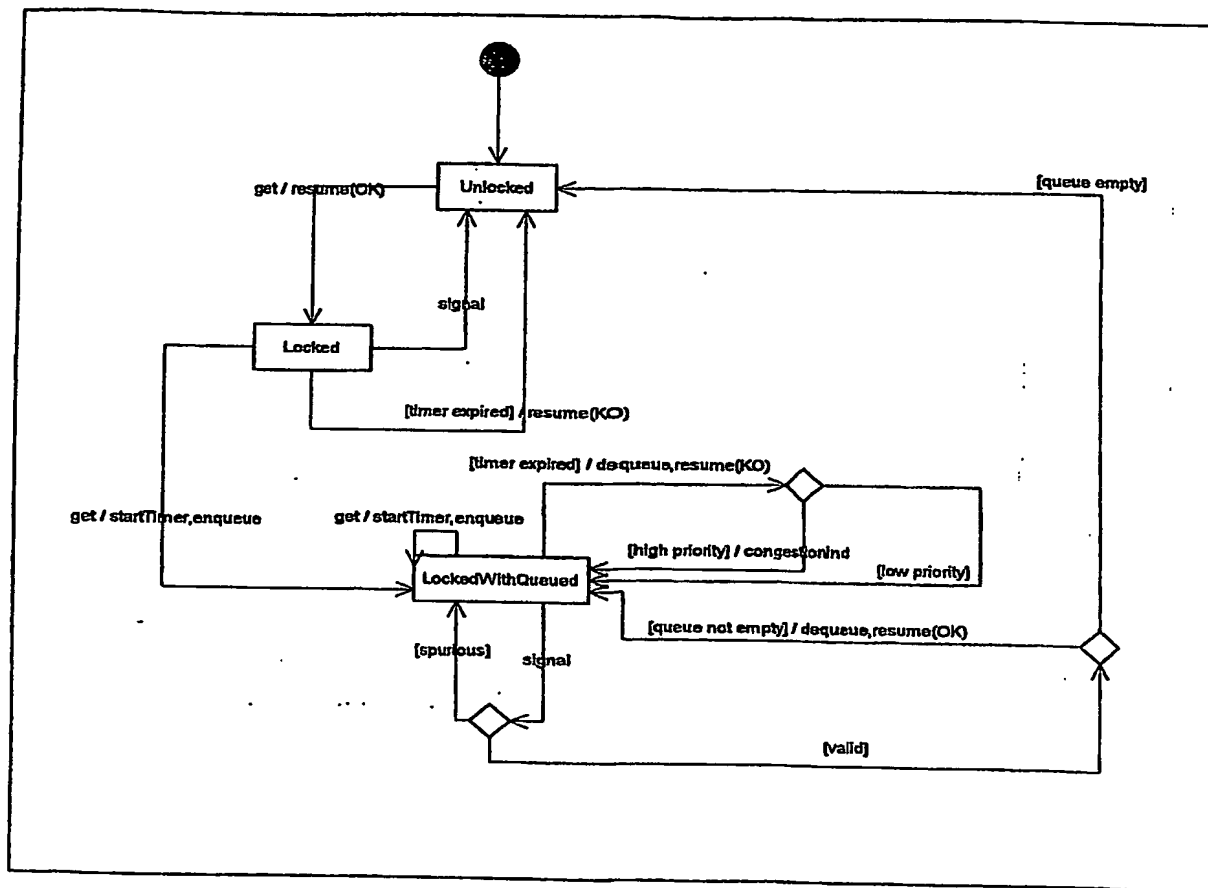 Unlocked
[queue empty]
get / resume(OK)
signal
Locked
[timer expired] / resume(KO)
[timer expired] / dequeue,resume(KO)
get / startTimer,enqueue
get / startTimer,enqueue
[high priority] / congestionInd
[low priority]
LockedWithQueued
[queue not empty] / dequeue,resume(OK)
[spurious]
signal
[valid]